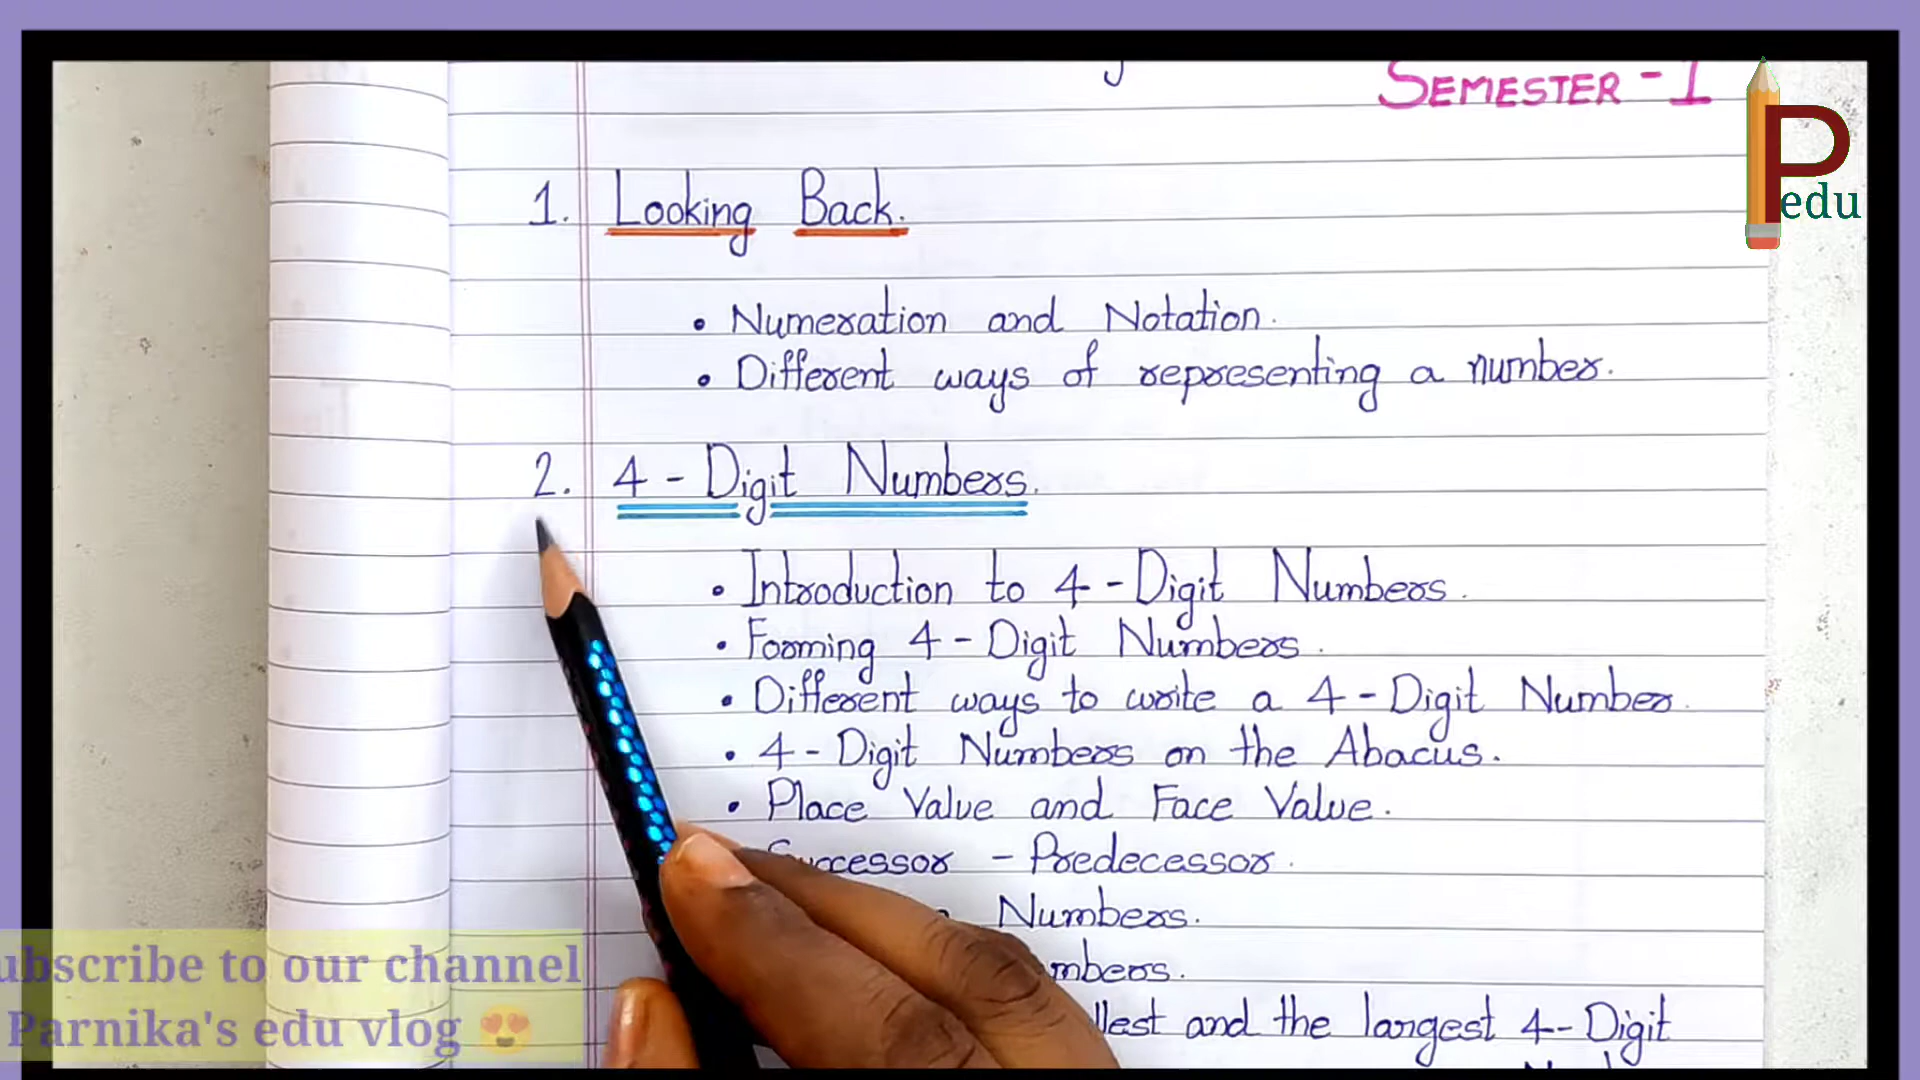 SEMESTER - 1
P
edu
1. Looking Back.
• Numeration and Notation.
• Different ways of representing a number.
2. 4 - Digit Numbers.
• Introduction to 4 - Digit Numbers.
• Forming 4 - Digit Numbers.
• Different ways to write a 4 - Digit Number.
• 4 - Digit Numbers on the Abacus.
• Place Value and Face Value.
Successor - Predecessor.
Numbers.
mbers.
llest and the largest 4 - Digit
ubscribe to our channel
Parnika's edu vlog 😍